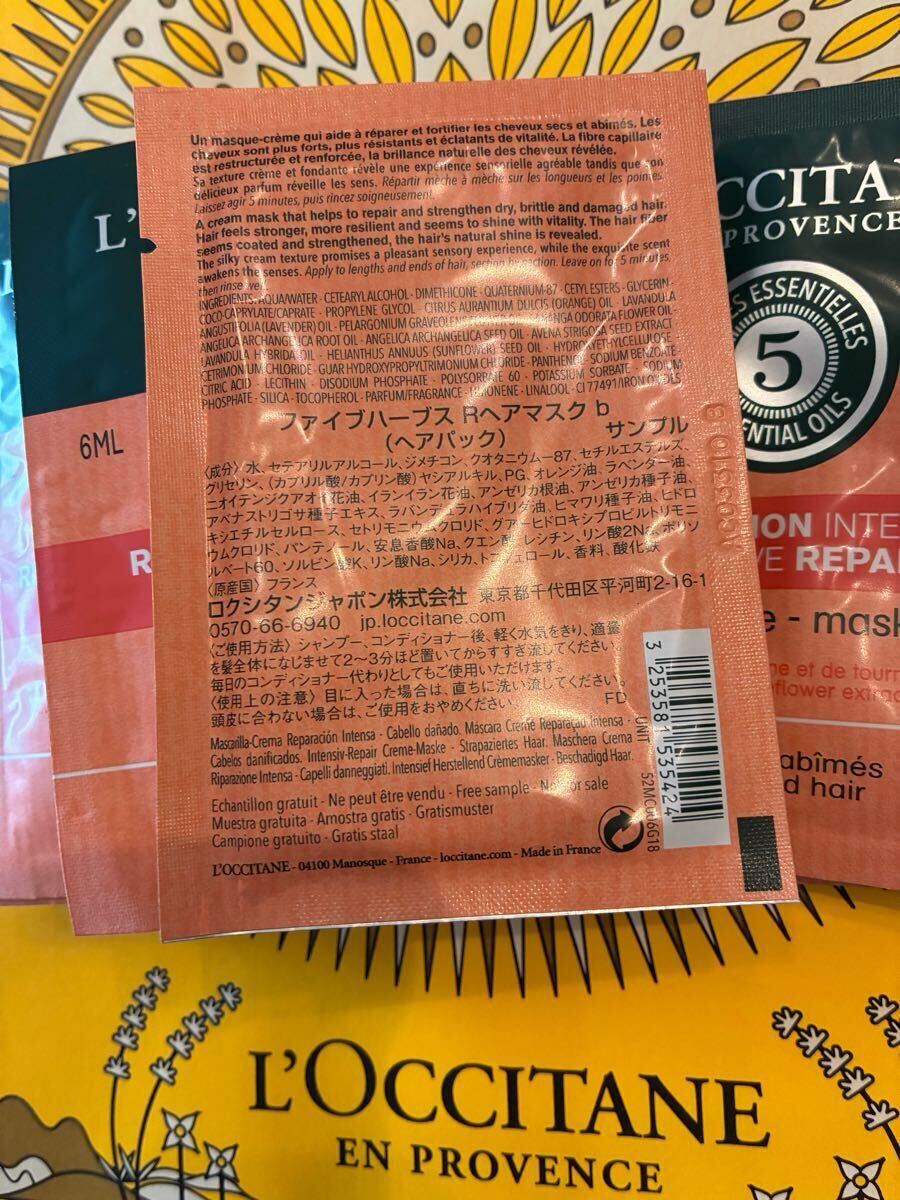 Un masque-crème qui aide à réparer et fortifier les cheveux secs et abîmés. Les
cheveux sont plus forts, plus résistants et éclatants de vitalité. La fibre capillaire
est restructurée et renforcée, la brillance naturelle des cheveux révélée.
Sa texture crème et fondante révèle une expérience sensorielle agréable tandis que son
délicieux parfum réveille les sens. Répartir mèche à mèche sur les longueurs et les pointes.
Laissez agir 5 minutes, puis rincez soigneusement.
A cream mask that helps to repair and strengthen dry, brittle and damaged hair.
Hair feels stronger, more resilient and seems to shine with vitality. The hair fiber
seems coated and strengthened, the hair's natural shine is revealed.
The silky cream texture promises a pleasant sensory experience, while the exquisite scent
awakens the senses. Apply to lengths and ends of hair, section by section. Leave on for 5 minutes,
then rinse well.
INGREDIENTS: AQUA/WATER - CETEARYL ALCOHOL - DIMETHICONE - QUATERNIUM-87 - CETYL ESTERS - GLYCERIN -
COCO-CAPRYLATE/CAPRATE - PROPYLENE GLYCOL - CITRUS AURANTIUM DULCIS (ORANGE) OIL - LAVANDULA
ANGUSTIFOLIA (LAVENDER) OIL - PELARGONIUM GRAVEOLENS ODORATA FLOWER OIL
ANGELICA ARCHANGELICA ROOT OIL - ANGELICA ARCHANGELICA SEED OIL - AVENA STRIGOSA SEED EXTRACT
LAVANDULA HYBRIDA OIL - HELIANTHUS ANNUUS (SUNFLOWER) SEED OIL - HYDROXYETHYLCELLULOSE
CETRIMONIUM CHLORIDE - GUAR HYDROXYPROPYLTRIMONIUM CHLORIDE - PANTHENOL - SODIUM BENZOATE
CITRIC ACID - LECITHIN - DISODIUM PHOSPHATE - POLYSORBATE 60 - POTASSIUM SORBATE - SODIUM
PHOSPHATE - SILICA - TOCOPHEROL - PARFUM/FRAGRANCE - LIMONENE - LINALOOL - CI 77491/IRON OXIDES
ファイブハーブス Rヘアマスク b
(ヘアパック) サンプル
〈成分〉水、セテアリルアルコール、ジメチコン、クオタニウムー87、セチルエステルズ、
グリセリン、(カプリル酸/カプリン酸)ヤシアルキル、PG、オレンジ油、ラベンダー油、
ニオイテンジクアオイ花油、イランイラン花油、アンゼリカ根油、アンゼリカ種子油、
アベナストリゴサ種子エキス、ラバンデュラハイブリダ油、ヒマワリ種子油、ヒドロ
キシエチルセルロース、セトリモニウムクロリド、グアーヒドロキシプロピルトリモニ
ウムクロリド、パンテノール、安息香酸Na、クエン酸、レシチン、リン酸2Na、ポリソ
ルベート60、ソルビン酸K、リン酸Na、シリカ、トコフェロール、香料、酸化鉄
〈原産国〉フランス
ロクシタンジャポン株式会社 東京都千代田区平河町2-16-1
0570-66-6940 jp.loccitane.com
〈ご使用方法〉シャンプー、コンディショナー後、軽く水気をきり、適量
を髪全体になじませて2〜3分ほど置いてからすすぎ流してください。
毎日のコンディショナー代わりとしてもご使用いただけます。
〈使用上の注意〉目に入った場合は、直ちに洗い流してください。
頭皮に合わない場合は、ご使用をおやめください。 FD
Mascarilla-Crema Reparación Intensa - Cabello dañado. Máscara Creme Reparação Intensa -
Cabelos danificados. Intensiv-Repair Creme-Maske - Strapaziertes Haar. Maschera Crema
Riparazione Intensa - Capelli danneggiati. Intensief Herstellend Crèmemasker - Beschadigd Haar.
Echantillon gratuit - Ne peut être vendu - Free sample - Not for sale
Muestra gratuita - Amostra gratis - Gratismuster
Campione gratuito - Gratis staal
L'OCCITANE - 04100 Manosque - France - loccitane.com - Made in France
UNIT
52MC006G18
3 253581 535424
L'
6ML
R
CCITA
PROVENCE
S ESSENTIELLES
5
ENTIAL OILS
ION INTE
VE REPA
e - mask
ne et de tourn
eflower extra
abîmés
d hair
L'OCCITANE
EN PROVENCE